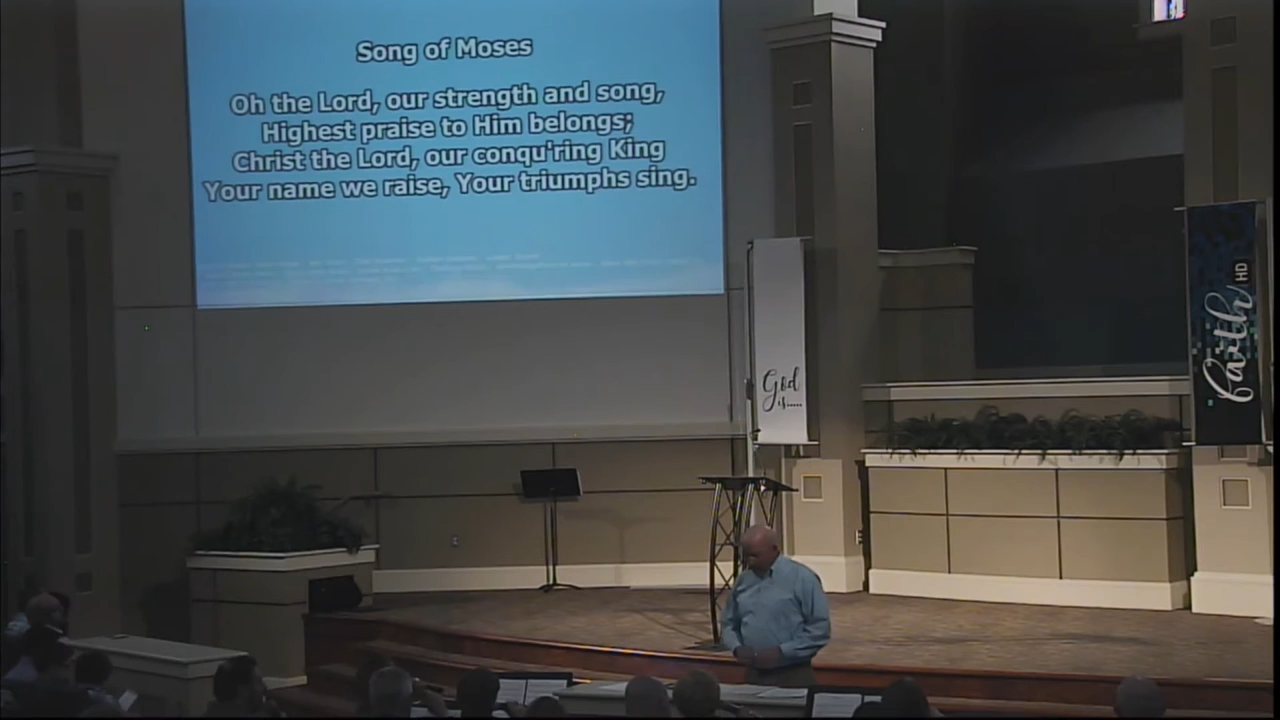 Song of Moses
Oh the Lord, our strength and song,
Highest praise to Him belongs;
Christ the Lord, our conqu'ring King
Your name we raise, Your triumphs sing.
God
is.....
faith
HD